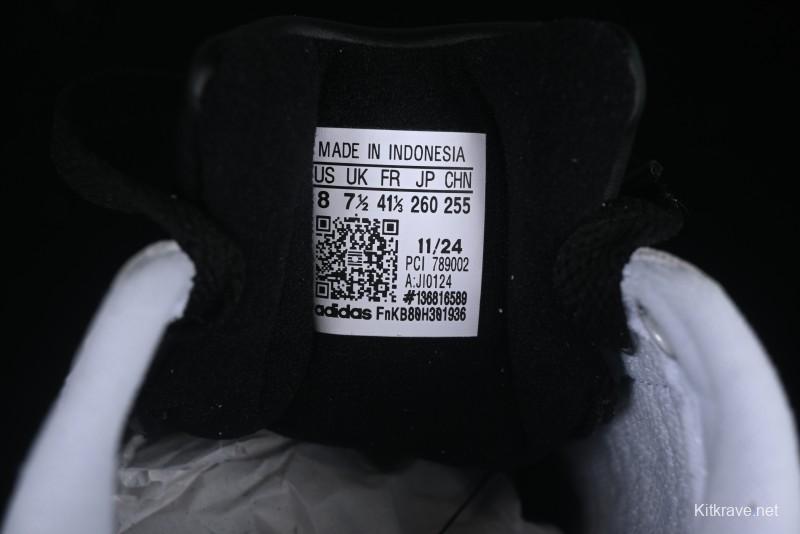 MADE IN INDONESIA
US UK FR JP CHN
8 7½ 41⅓ 260 255
11/24
PCI 789002
A:JI0124
#136816589
adidas FnKB80H301936
Kitkrave.net